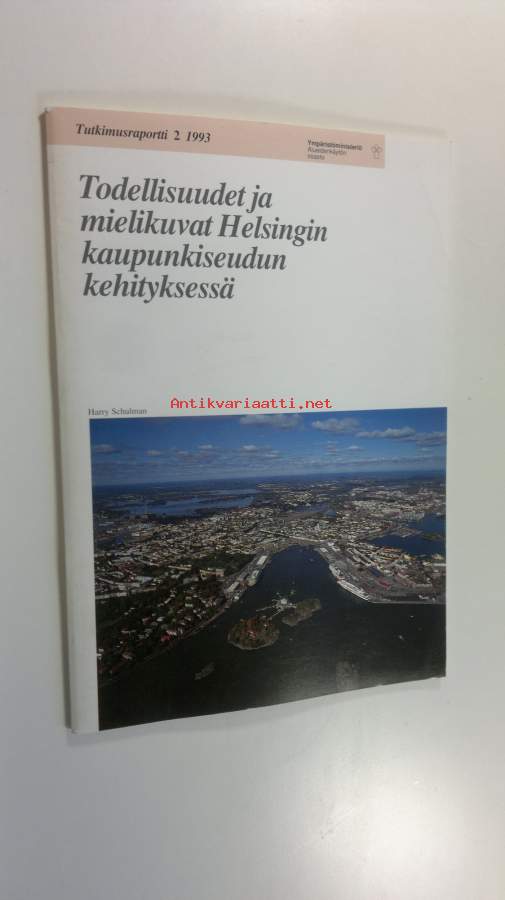 Tutkimusraportti 2 1993
Ympäristöministeriö
Alueidenkäytön
osasto
Todellisuudet ja
mielikuvat Helsingin
kaupunkiseudun
kehityksessä
Harry Schulman
Antikvariaatti.net